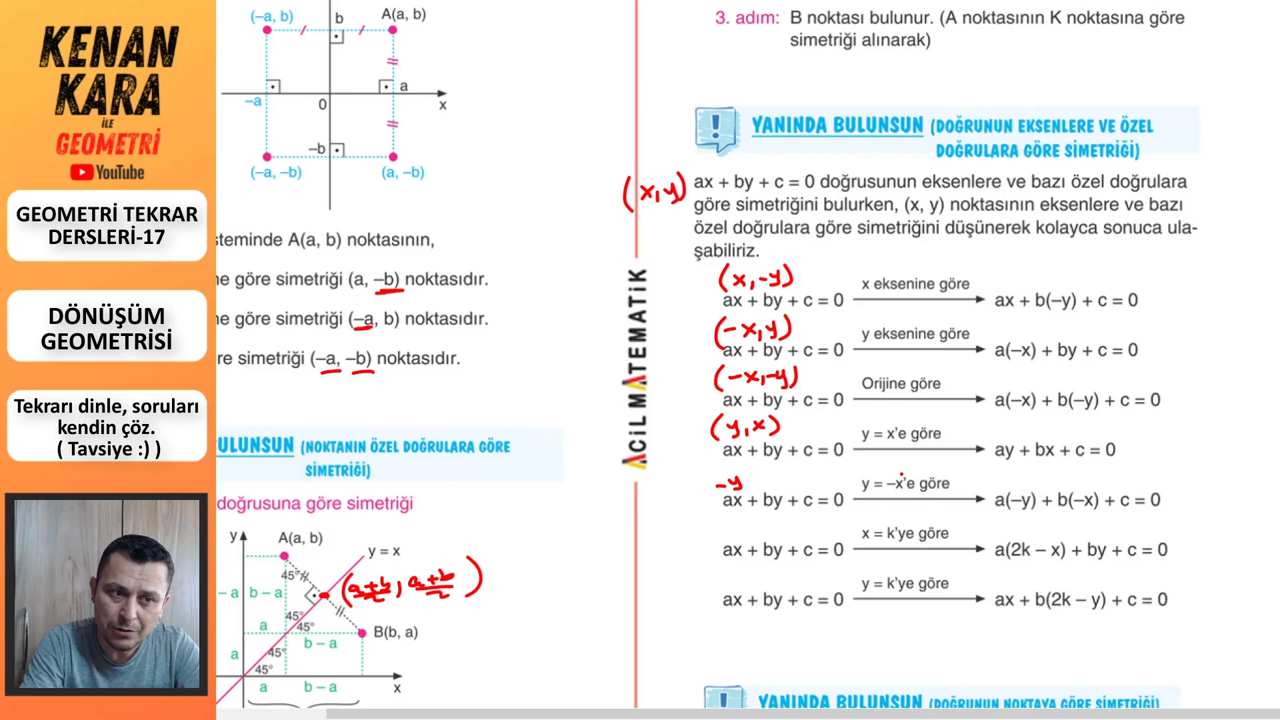 KENAN
KARA
İLE
GEOMETRİ
YouTube
GEOMETRİ TEKRAR
DERSLERİ-17
DÖNÜŞÜM
GEOMETRİSİ
Tekrarı dinle, soruları
kendin çöz.
( Tavsiye :) )
(–a, b)
b
A(a, b)
–a
a
0
x
–b
(–a, –b)
(a, –b)
steminde A(a, b) noktasının,
ne göre simetriği (a, –b) noktasıdır.
ne göre simetriği (–a, b) noktasıdır.
re simetriği (–a, –b) noktasıdır.
ULUNSUN (NOKTANIN ÖZEL DOĞRULARA GÖRE
SİMETRİĞİ)
doğrusuna göre simetriği
y
A(a, b)
y = x
45°
– a
b – a
(a+b/2, a+b/2)
45°
a
45°
B(b, a)
b – a
a
45°
45°
x
a
b – a
ACİL MATEMATİK
3. adım: B noktası bulunur. (A noktasının K noktasına göre
simetriği alınarak)
YANINDA BULUNSUN (DOĞRUNUN EKSENLERE VE ÖZEL
DOĞRULARA GÖRE SİMETRİĞİ)
(x,y)
ax + by + c = 0 doğrusunun eksenlere ve bazı özel doğrulara
göre simetriğini bulurken, (x, y) noktasının eksenlere ve bazı
özel doğrulara göre simetriğini düşünerek kolayca sonuca ula-
şabiliriz.
(x,-y)
ax + by + c = 0 x eksenine göre ax + b(–y) + c = 0
(-x,y)
ax + by + c = 0 y eksenine göre a(–x) + by + c = 0
(-x,-y)
ax + by + c = 0 Orijine göre a(–x) + b(–y) + c = 0
(y,x)
ax + by + c = 0 y = x'e göre ay + bx + c = 0
-y
ax + by + c = 0 y = –x'e göre a(–y) + b(–x) + c = 0
ax + by + c = 0 x = k'ye göre a(2k – x) + by + c = 0
ax + by + c = 0 y = k'ye göre ax + b(2k – y) + c = 0
YANINDA BULUNSUN (DOĞRUNUN NOKTAYA GÖRE SİMETRİĞİ)